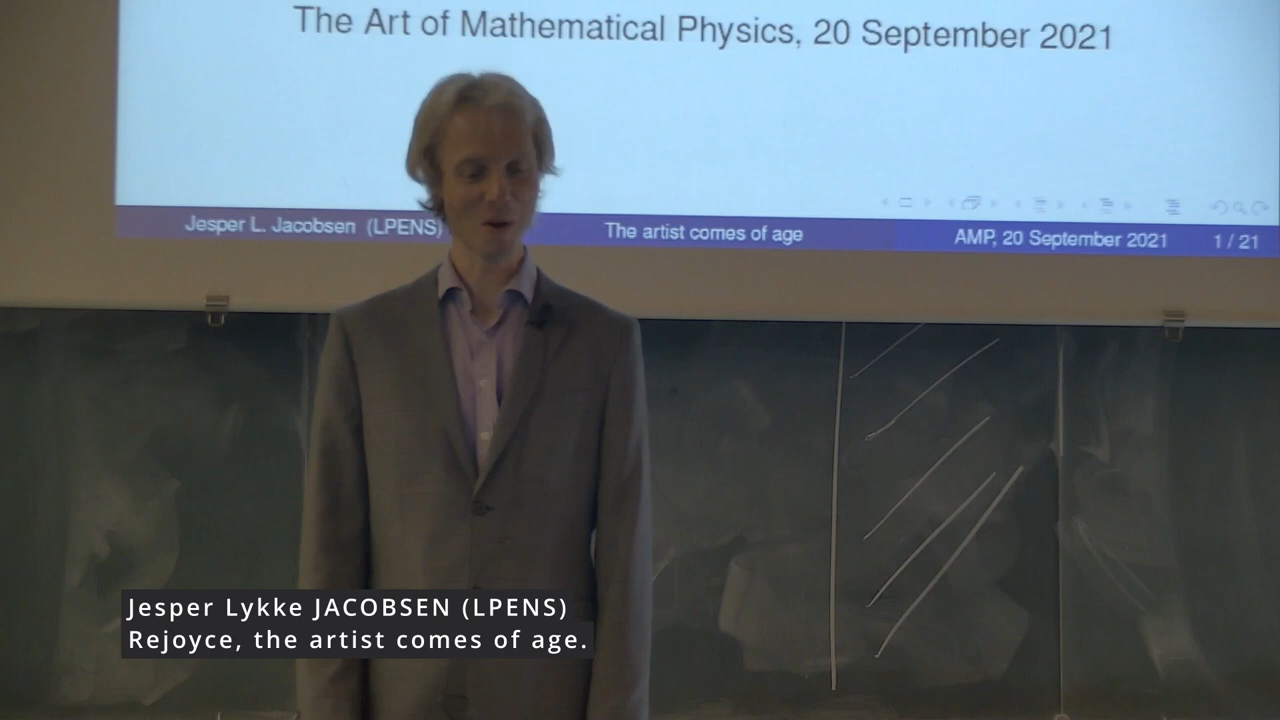 The Art of Mathematical Physics, 20 September 2021
Jesper L. Jacobsen (LPENS)
The artist comes of age
AMP, 20 September 2021
1 / 21
Jesper Lykke JACOBSEN (LPENS)
Rejoyce, the artist comes of age.